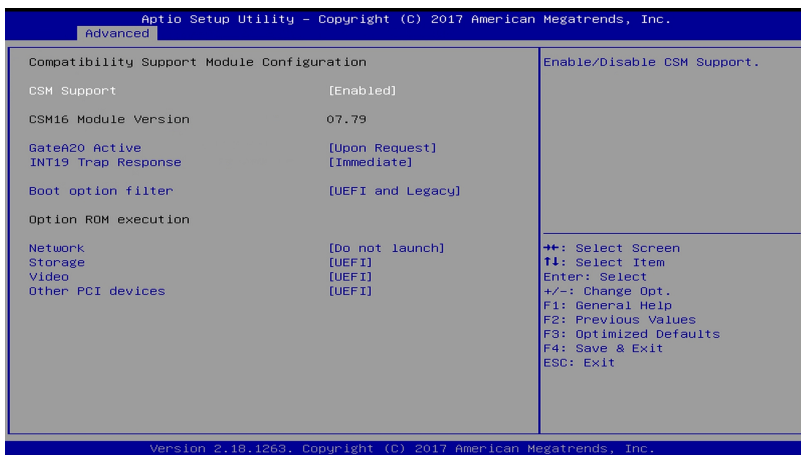 Aptio Setup Utility – Copyright (C) 2017 American Megatrends, Inc.
Advanced
Compatibility Support Module Configuration
CSM Support [Enabled]
CSM16 Module Version 07.79
GateA20 Active [Upon Request]
INT19 Trap Response [Immediate]
Boot option filter [UEFI and Legacy]
Option ROM execution
Network [Do not launch]
Storage [UEFI]
Video [UEFI]
Other PCI devices [UEFI]
Enable/Disable CSM Support.
→←: Select Screen
↑↓: Select Item
Enter: Select
+/-: Change Opt.
F1: General Help
F2: Previous Values
F3: Optimized Defaults
F4: Save & Exit
ESC: Exit
Version 2.18.1263. Copyright (C) 2017 American Megatrends, Inc.